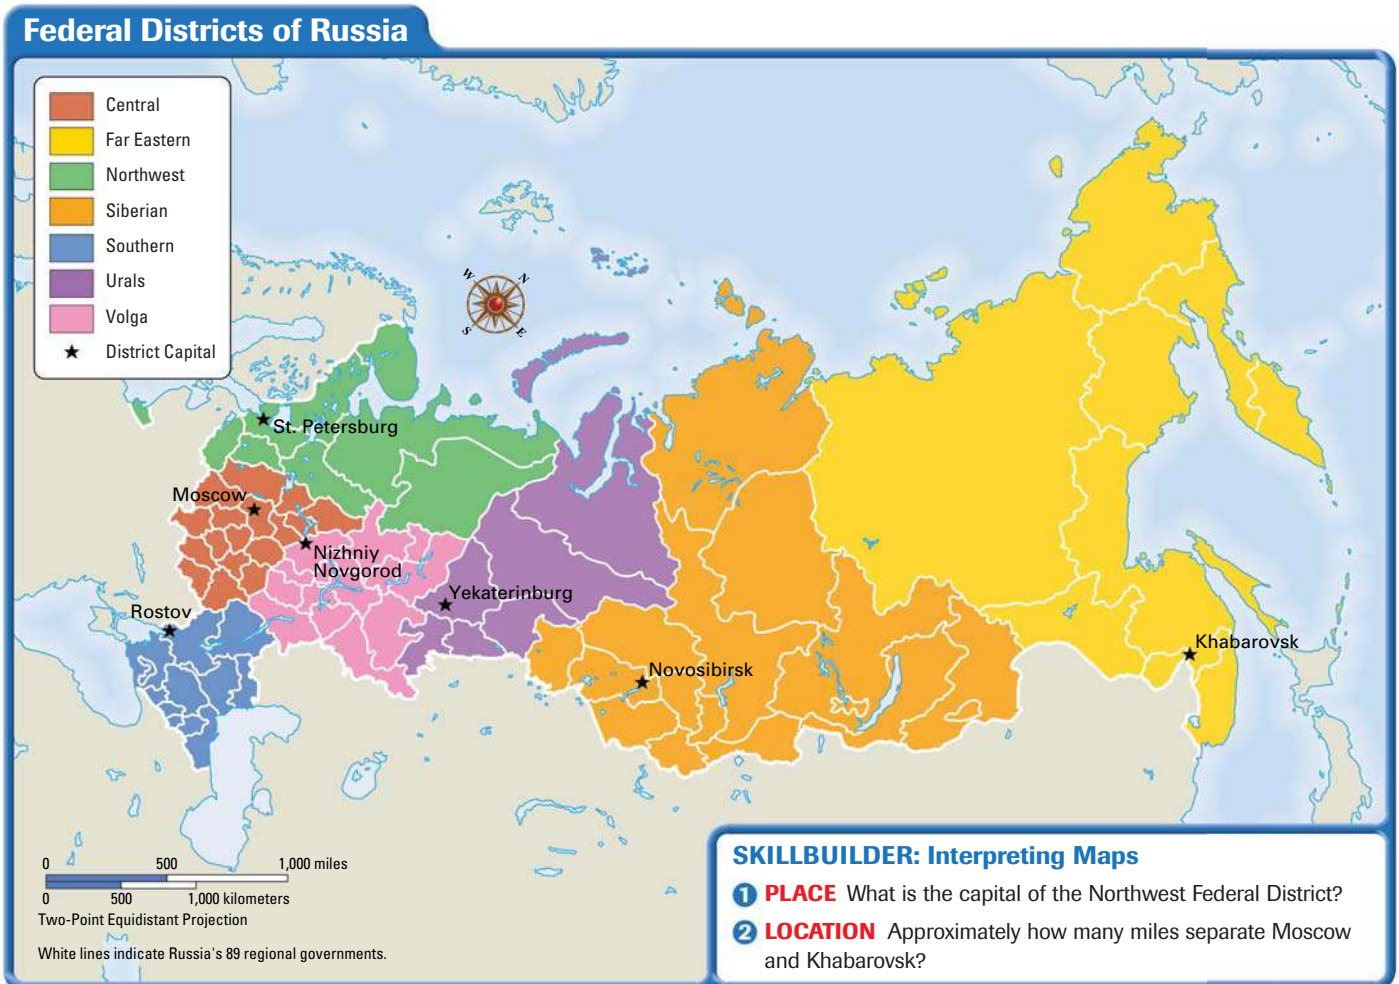 Federal Districts of Russia
Central
Far Eastern
Northwest
Siberian
Southern
Urals
Volga
District Capital
W
N
S
E
St. Petersburg
Moscow
Nizhniy
Novgorod
Yekaterinburg
Rostov
Novosibirsk
Khabarovsk
0 500 1,000 miles
0 500 1,000 kilometers
Two-Point Equidistant Projection
White lines indicate Russia's 89 regional governments.
SKILLBUILDER: Interpreting Maps
1 PLACE What is the capital of the Northwest Federal District?
2 LOCATION Approximately how many miles separate Moscow
and Khabarovsk?